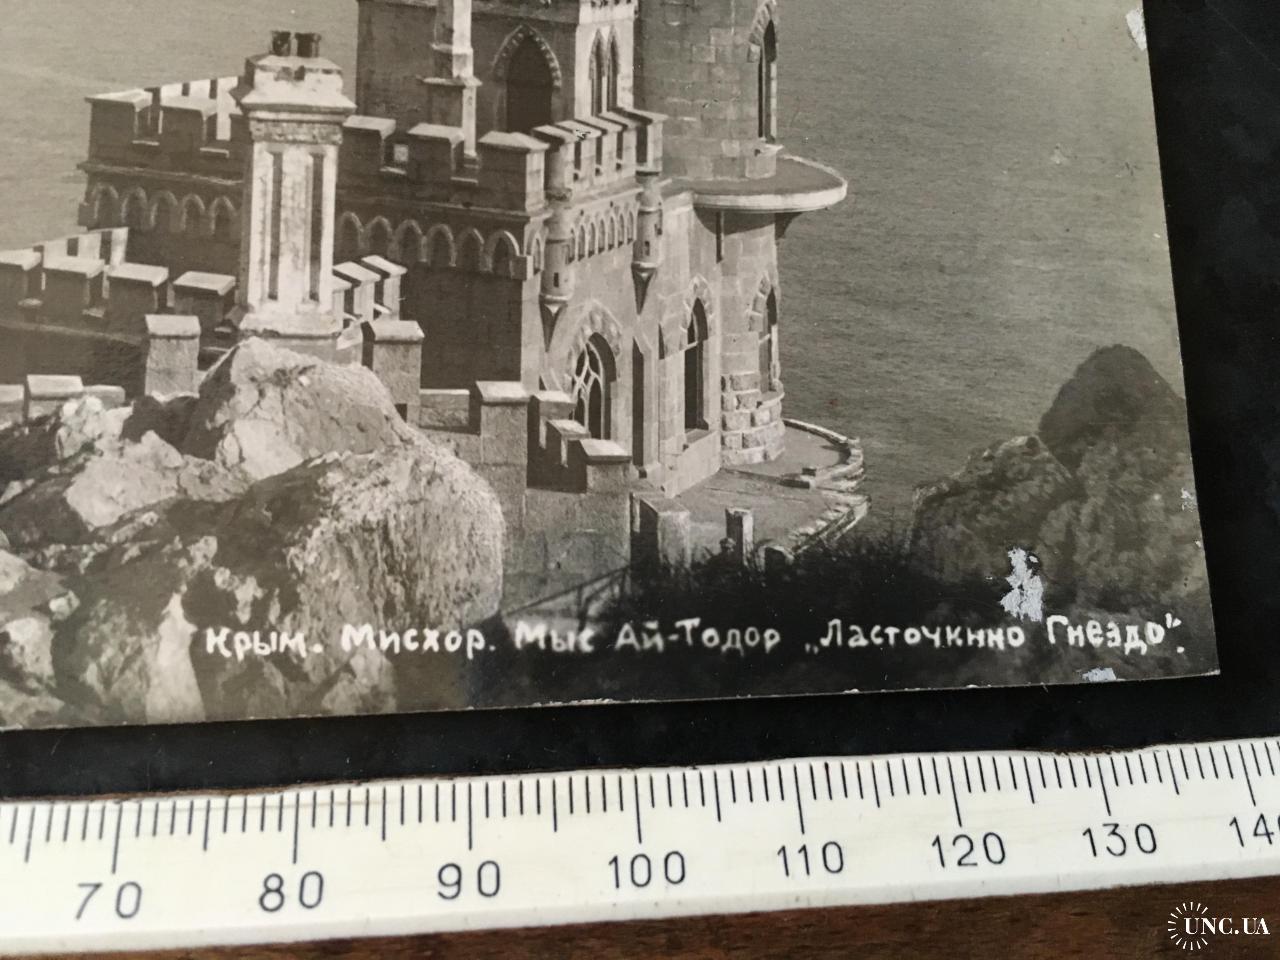 Крым. Мисхор. Мыс Ай-Тодор „Ласточкино Гнездо".
70 80 90 100 110 120 130
UNC.UA